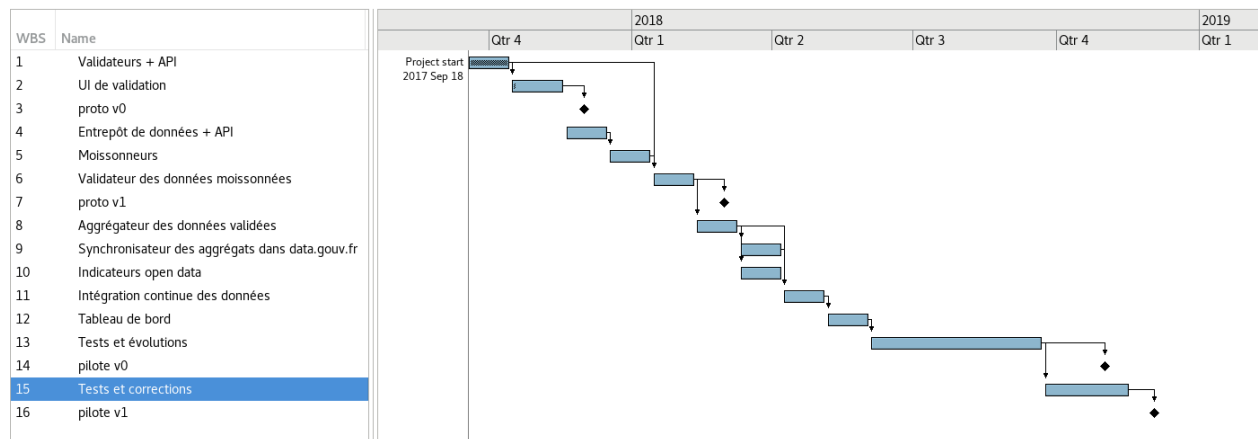 2018
2019
WBS
Name
Qtr 4
Qtr 1
Qtr 2
Qtr 3
Qtr 4
Qtr 1
Project start
2017 Sep 18
1 Validateurs + API
2 UI de validation
3 proto v0
4 Entrepôt de données + API
5 Moissonneurs
6 Validateur des données moissonnées
7 proto v1
8 Aggrégateur des données validées
9 Synchronisateur des aggrégats dans data.gouv.fr
10 Indicateurs open data
11 Intégration continue des données
12 Tableau de bord
13 Tests et évolutions
14 pilote v0
15 Tests et corrections
16 pilote v1